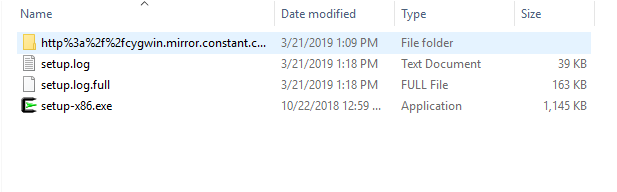 Name Date modified Type Size
http%3a%2f%2fcygwin.mirror.constant.c... 3/21/2019 1:09 PM File folder
setup.log 3/21/2019 1:18 PM Text Document 39 KB
setup.log.full 3/21/2019 1:18 PM FULL File 163 KB
setup-x86.exe 10/22/2018 12:59 ... Application 1,145 KB